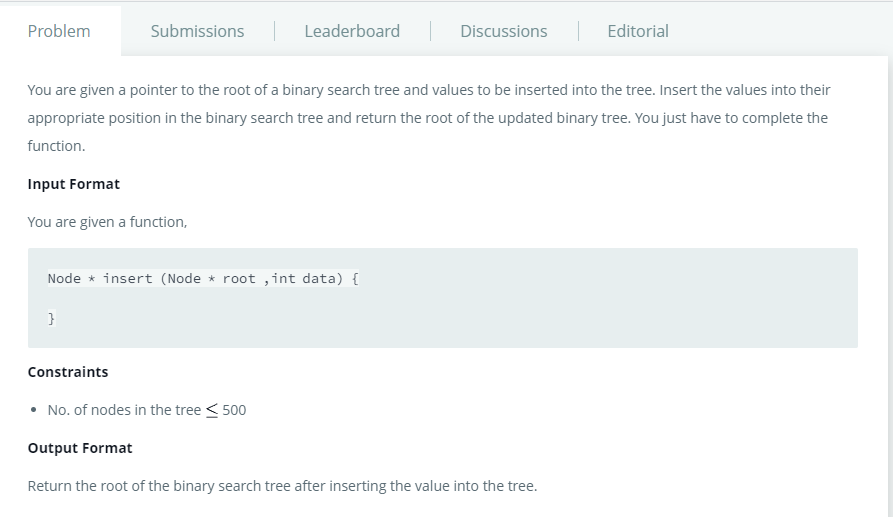 Problem
Submissions
Leaderboard
Discussions
Editorial
You are given a pointer to the root of a binary search tree and values to be inserted into the tree. Insert the values into their
appropriate position in the binary search tree and return the root of the updated binary tree. You just have to complete the
function.
Input Format
You are given a function,
Node * insert (Node * root ,int data) {
}
Constraints
• No. of nodes in the tree ≤ 500
Output Format
Return the root of the binary search tree after inserting the value into the tree.